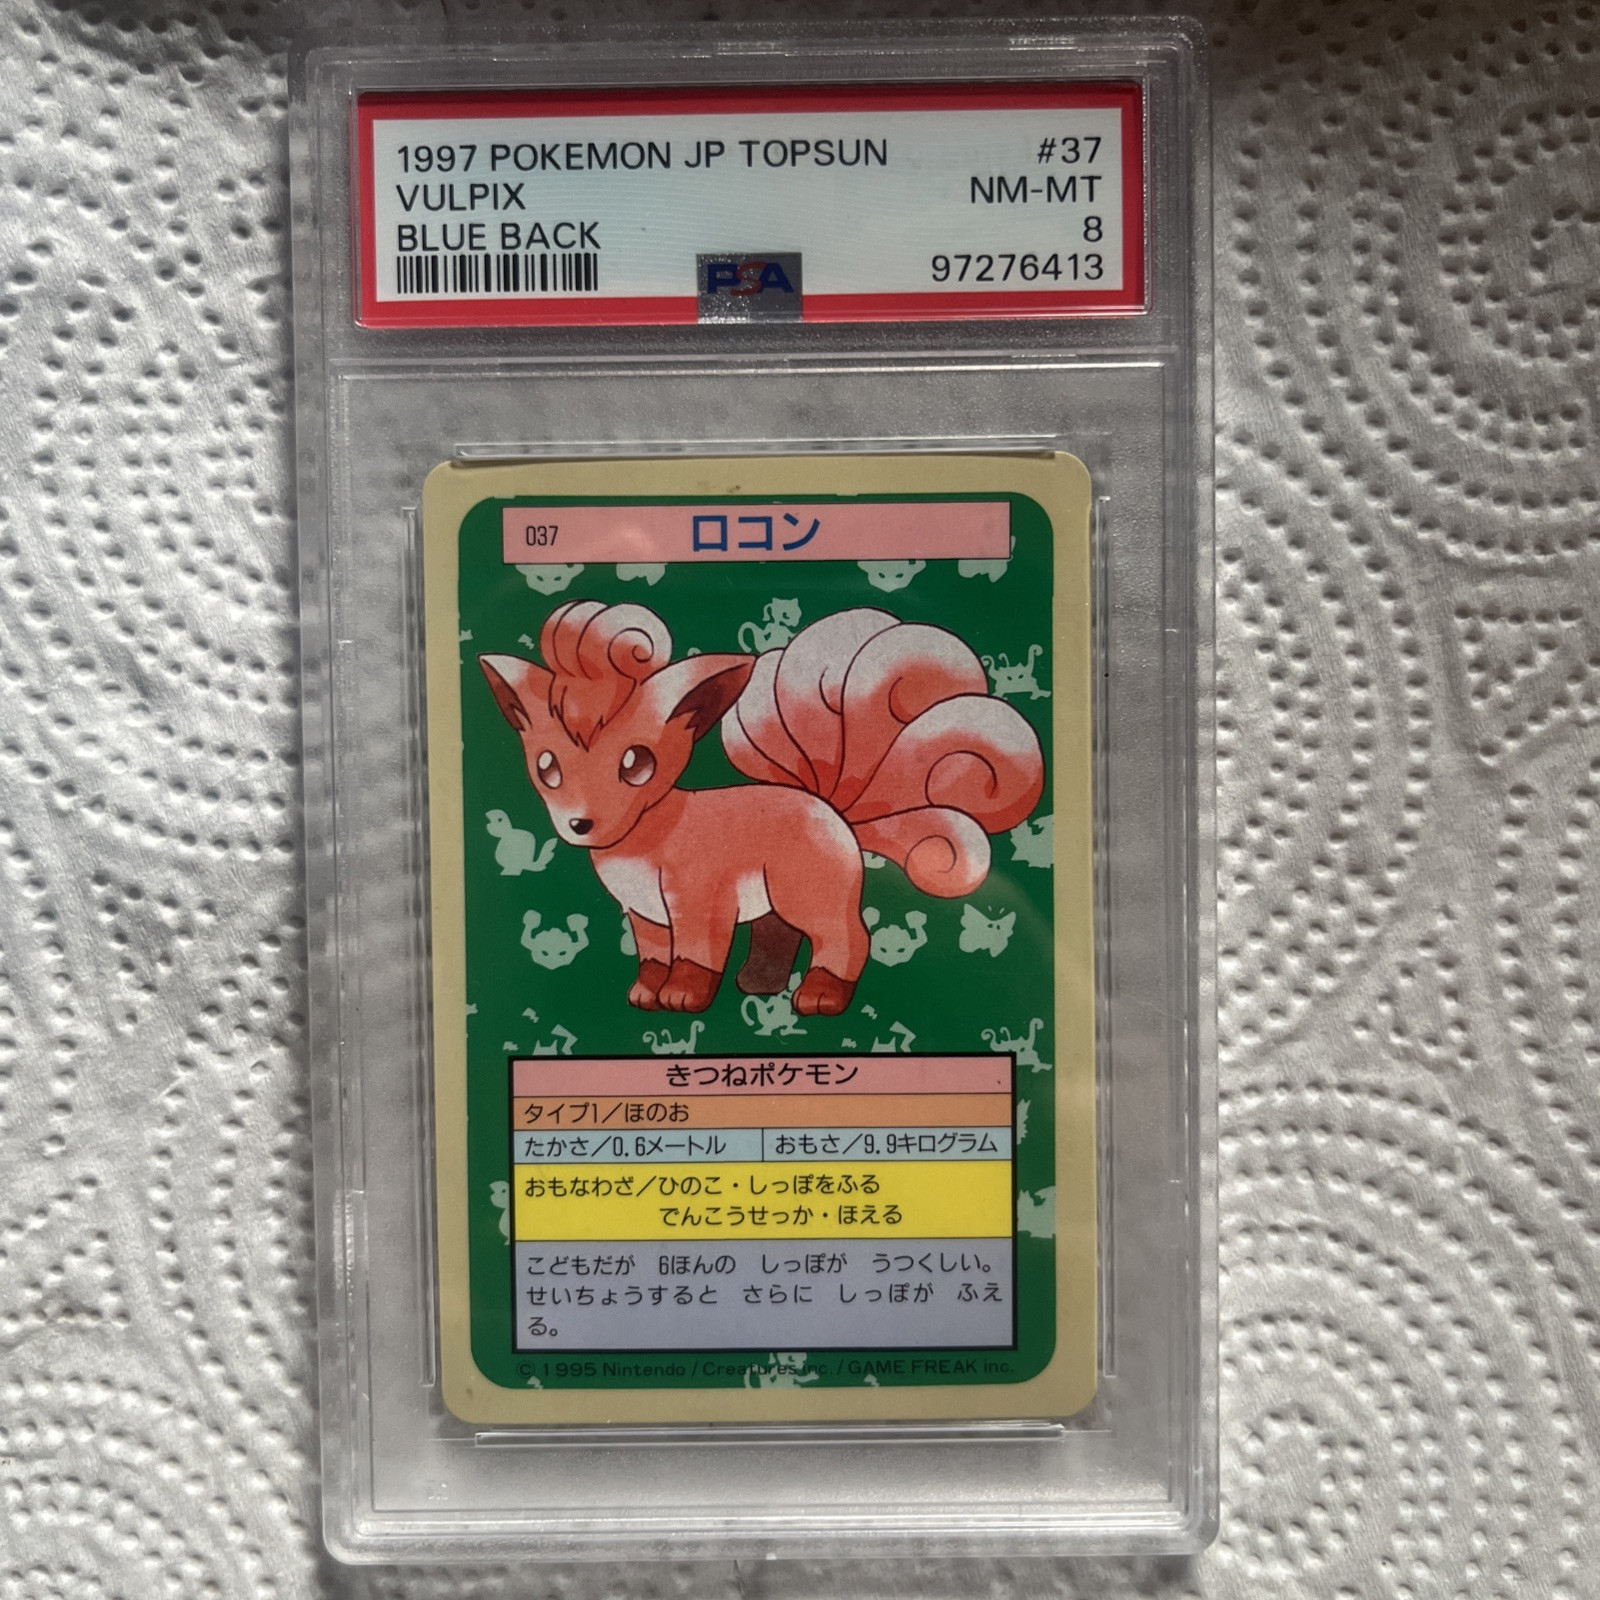 1997 POKEMON JP TOPSUN #37
VULPIX NM-MT
BLUE BACK 8
PSA 97276413
037 ロコン
きつねポケモン
タイプ1／ほのお
たかさ／0.6メートル おもさ／9.9キログラム
おもなわざ／ひのこ・しっぽをふる
でんこうせっか・ほえる
こどもだが 6ほんの しっぽが うつくしい。
せいちょうすると さらに しっぽが ふえ
る。
© 1995 Nintendo / Creatures inc. / GAME FREAK inc.